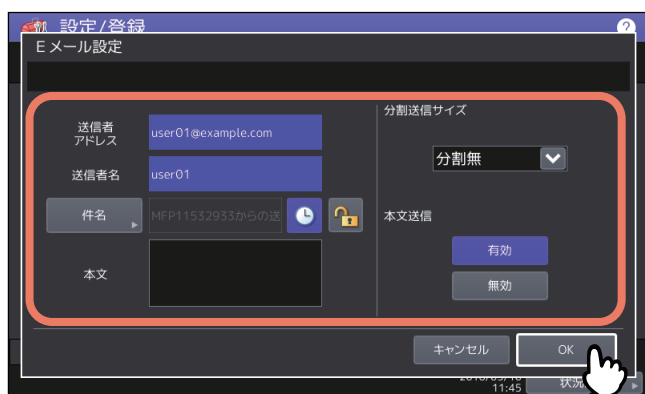 設定/登録
?
Eメール設定
送信者
アドレス
user01@example.com
送信者名
user01
件名
MFP11532933からの送
本文
分割送信サイズ
分割無
本文送信
有効
無効
キャンセル
OK
11:45
状況